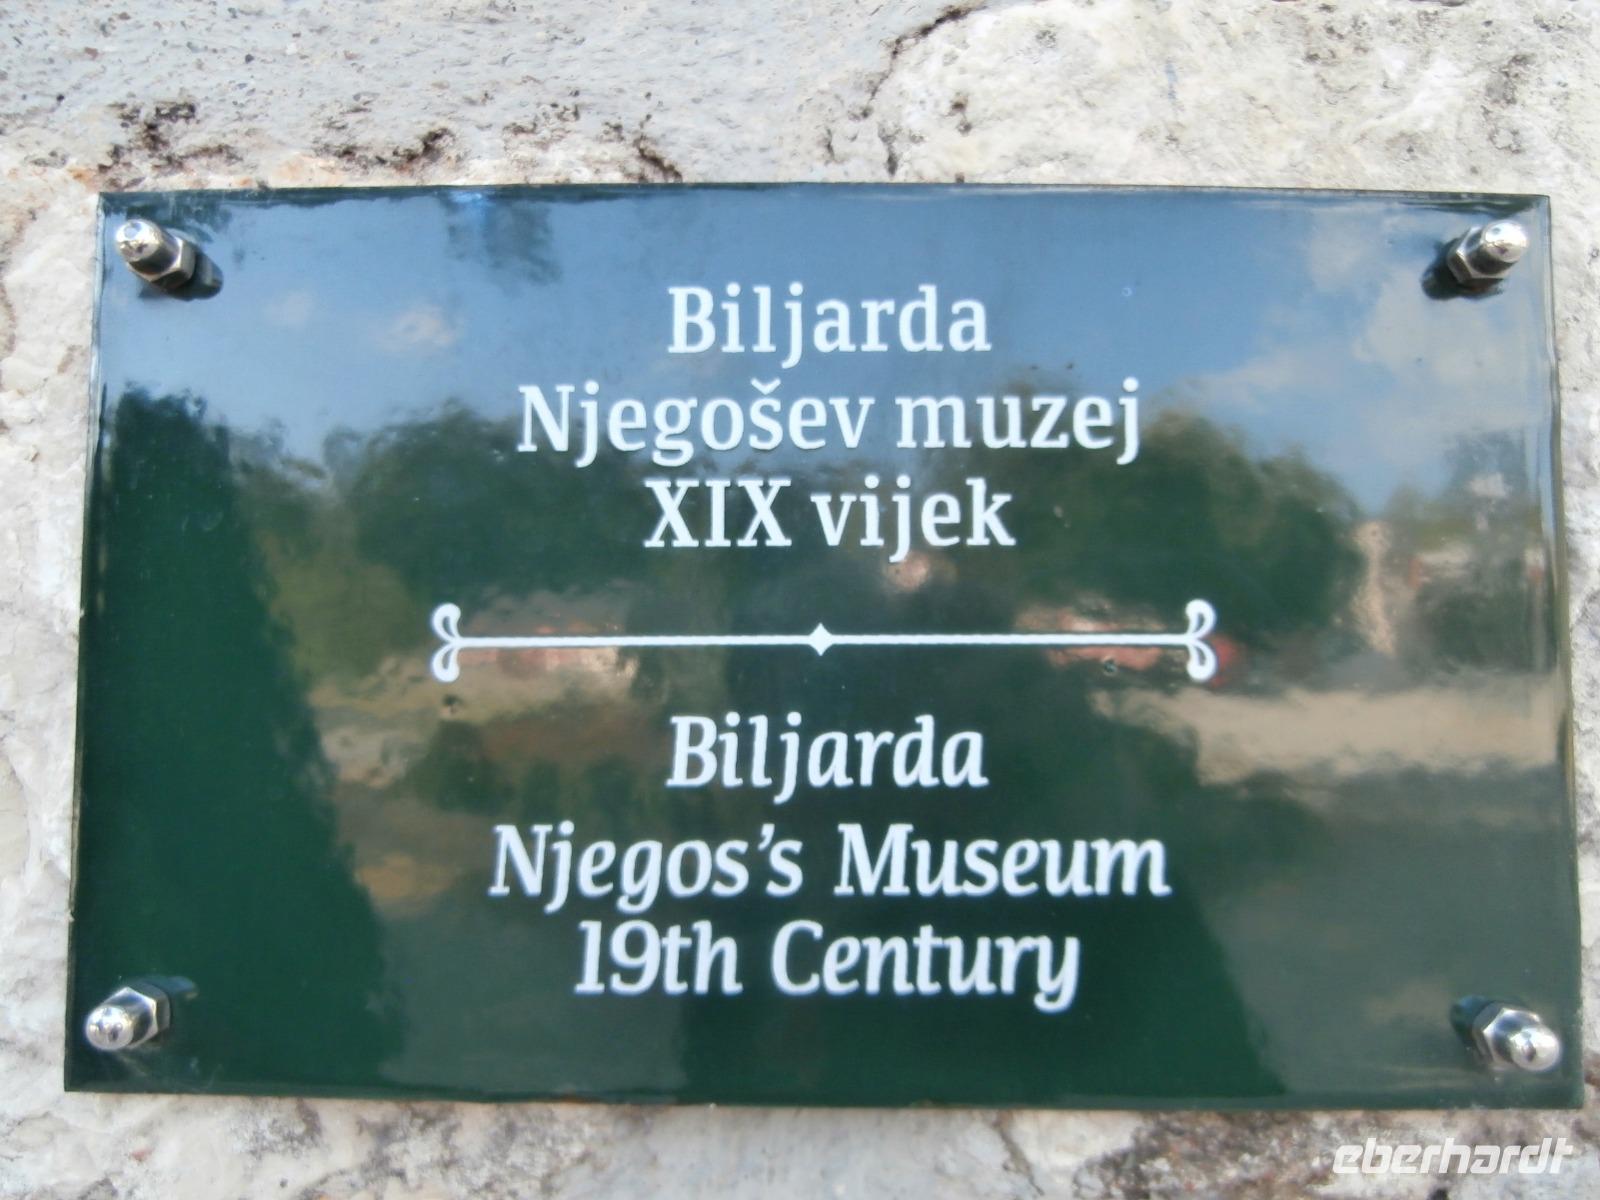 Biljarda
Njegošev muzej
XIX vijek
Biljarda
Njegos's Museum
19th Century
eberhardt